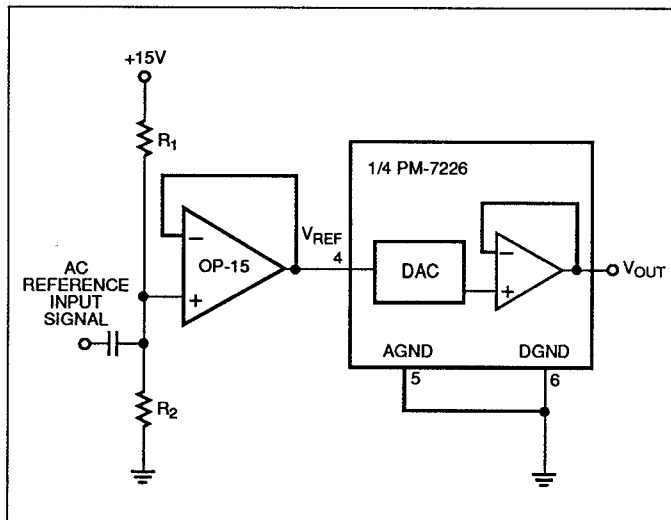 +15V
R1
1/4 PM-7226
VREF
4
OP-15
DAC
VOUT
AC
REFERENCE
INPUT
SIGNAL
−
+
−
+
AGND
DGND
5
6
R2